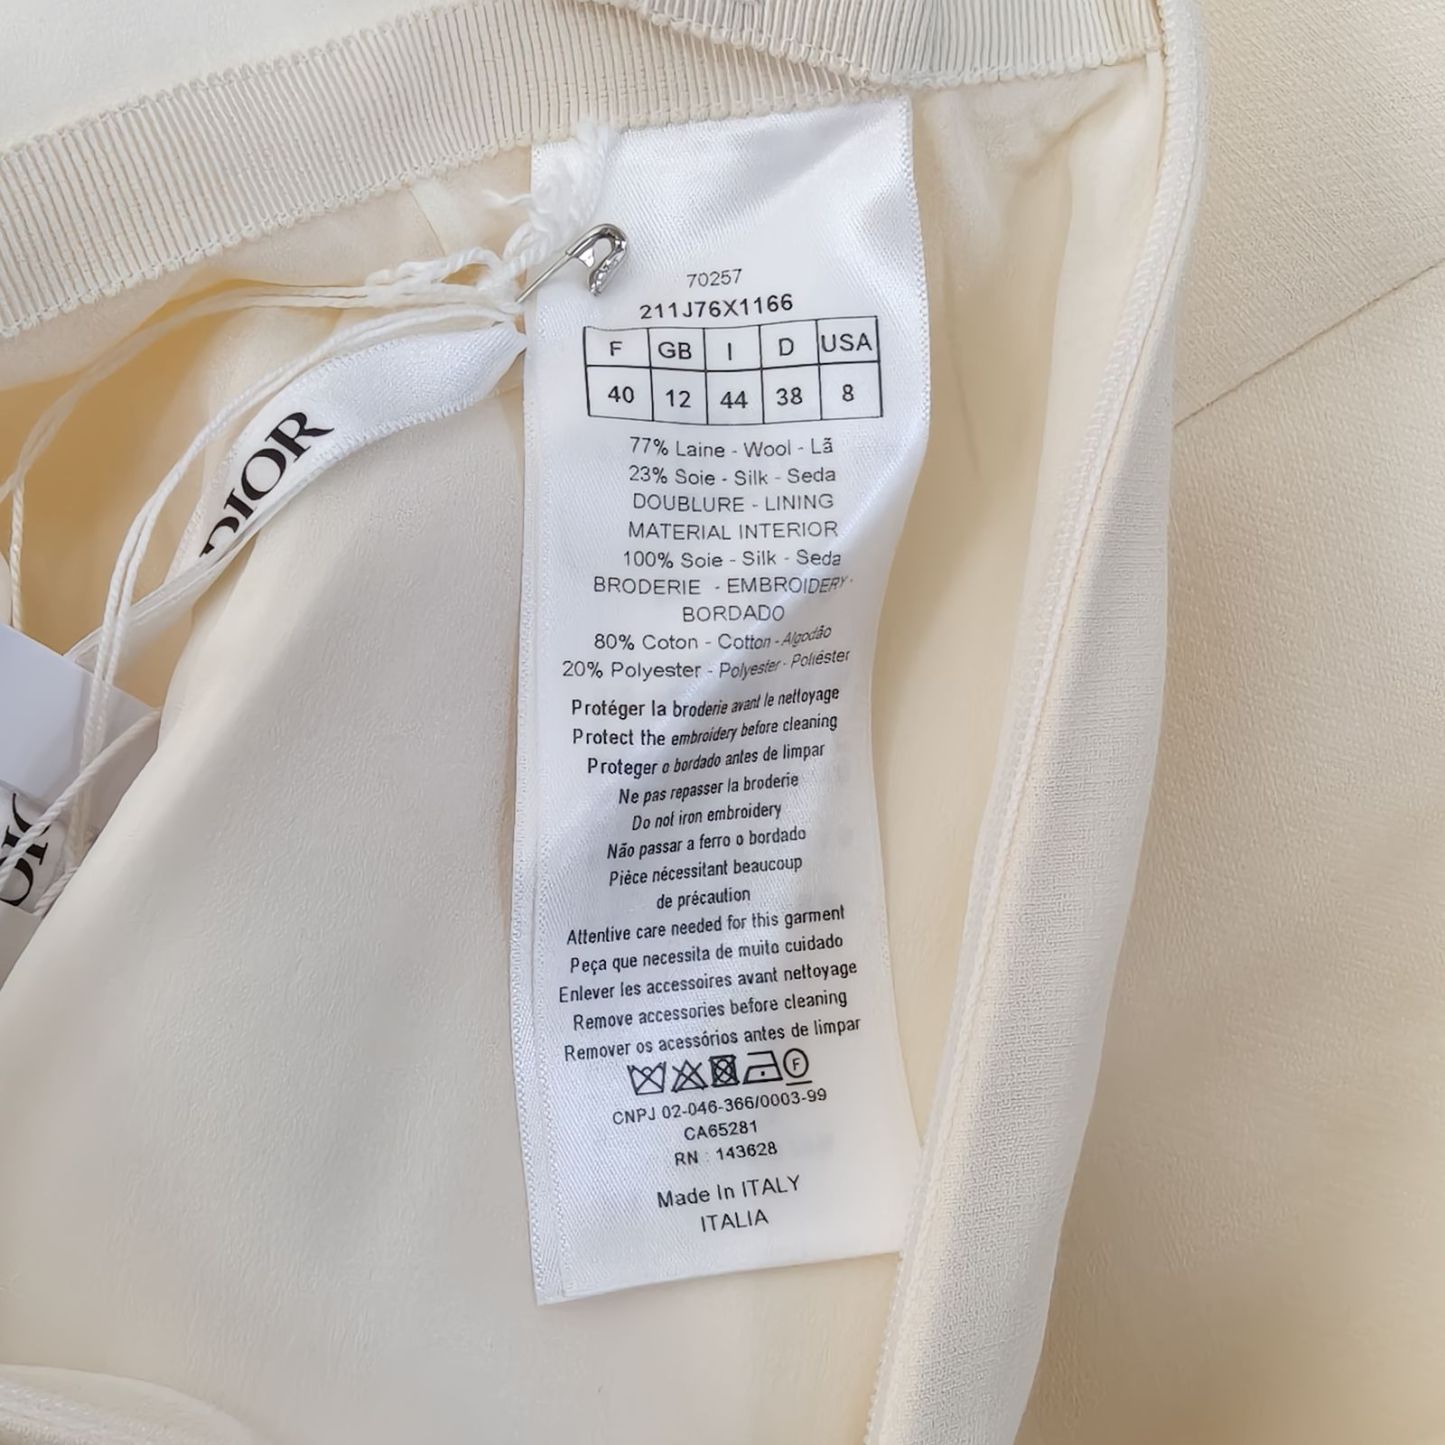 70257
211J76X1166
F GB I D USA
40 12 44 38 8
77% Laine - Wool - Lã
23% Soie - Silk - Seda
DOUBLURE - LINING
MATERIAL INTERIOR
100% Soie - Silk - Seda
BRODERIE - EMBROIDERY-
BORDADO
80% Coton - Cotton - Algodão
20% Polyester - Polyester - Poliéster
Protéger la broderie avant le nettoyage
Protect the embroidery before cleaning
Proteger o bordado antes de limpar
Ne pas repasser la broderie
Do not iron embroidery
Não passar a ferro o bordado
Pièce nécessitant beaucoup
de précaution
Attentive care needed for this garment
Peça que necessita de muito cuidado
Enlever les accessoires avant nettoyage
Remove accessories before cleaning
Remover os acessórios antes de limpar
F
CNPJ 02-046-366/0003-99
CA65281
RN : 143628
Made In ITALY
ITALIA
DIOR